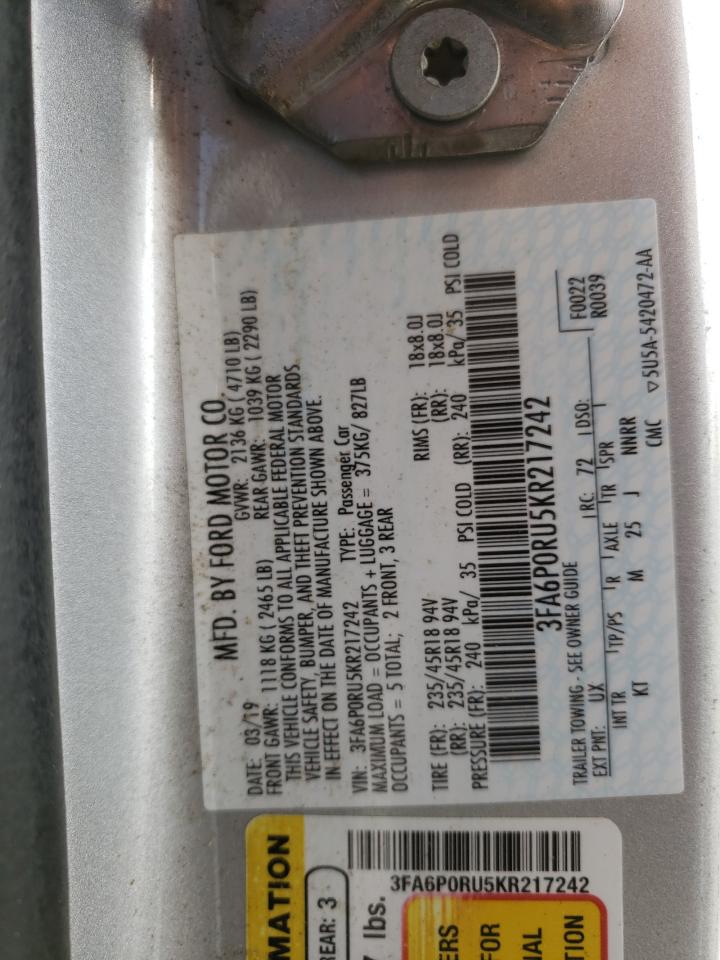 MFD. BY FORD MOTOR CO.
DATE: 03/19 GVWR: 2136 KG ( 4710 LB)
FRONT GAWR: 1118 KG ( 2465 LB) REAR GAWR: 1039 KG ( 2290 LB)
THIS VEHICLE CONFORMS TO ALL APPLICABLE FEDERAL MOTOR
VEHICLE SAFETY, BUMPER, AND THEFT PREVENTION STANDARDS
IN EFFECT ON THE DATE OF MANUFACTURE SHOWN ABOVE.
VIN: 3FA6P0RU5KR217242 TYPE: Passenger Car
MAXIMUM LOAD = OCCUPANTS + LUGGAGE = 375KG/ 827LB
OCCUPANTS = 5 TOTAL; 2 FRONT, 3 REAR
TIRE (FR): 235/45R18 94V RIMS (FR): 18x8.0J
(RR): 235/45R18 94V (RR): 18x8.0J
PRESSURE (FR): 240 kPa/ 35 PSI COLD (RR): 240 kPa/ 35 PSI COLD
3FA6P0RU5KR217242
TRAILER TOWING - SEE OWNER GUIDE
EXT PNT: UX RC: 72 DSO: F0022
R0039
INT TR TP/PS R AXLE TR SPR
KT M 25 J NNRR
CMC ▽5U5A-5420472-AA
MATION
REAR: 3
3FA6P0RU5KR217242
7 lbs.
ERS
FOR
NAL
TION